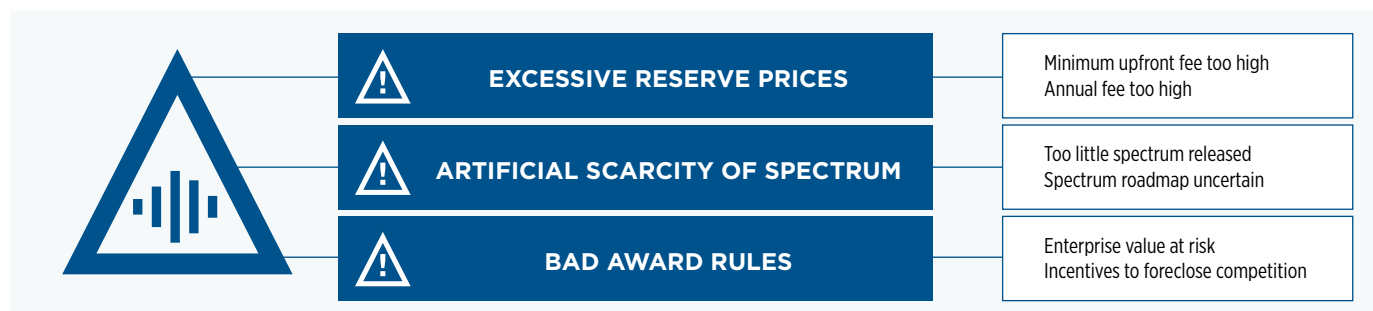 EXCESSIVE RESERVE PRICES
Minimum upfront fee too high
Annual fee too high
ARTIFICIAL SCARCITY OF SPECTRUM
Too little spectrum released
Spectrum roadmap uncertain
BAD AWARD RULES
Enterprise value at risk
Incentives to foreclose competition